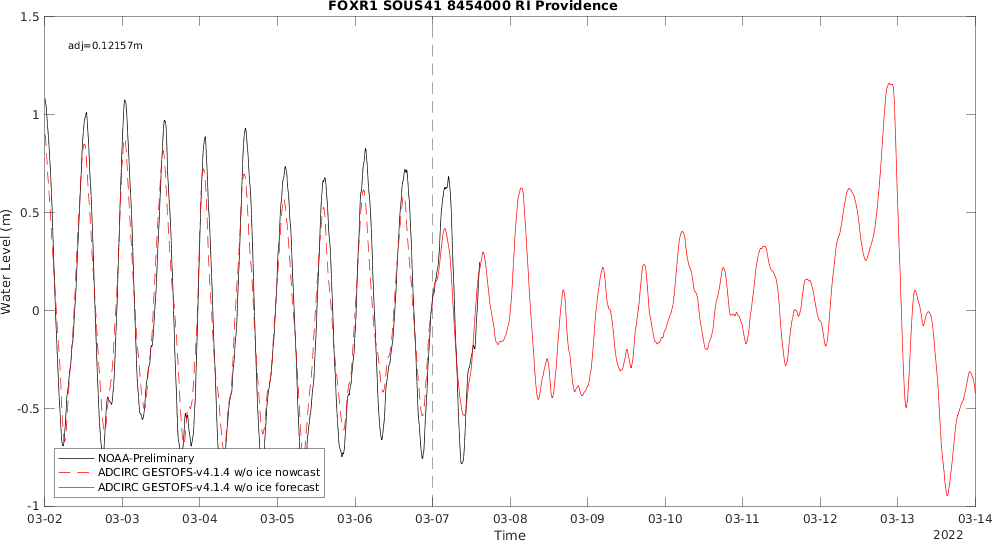 FOXR1 SOUS41 8454000 RI Providence
adj=0.12157m
1.5
1
0.5
0
-0.5
-1
Water Level (m)
NOAA-Preliminary
ADCIRC GESTOFS-v4.1.4 w/o ice nowcast
ADCIRC GESTOFS-v4.1.4 w/o ice forecast
03-02 03-03 03-04 03-05 03-06 03-07 03-08 03-09 03-10 03-11 03-12 03-13 03-14
Time
2022